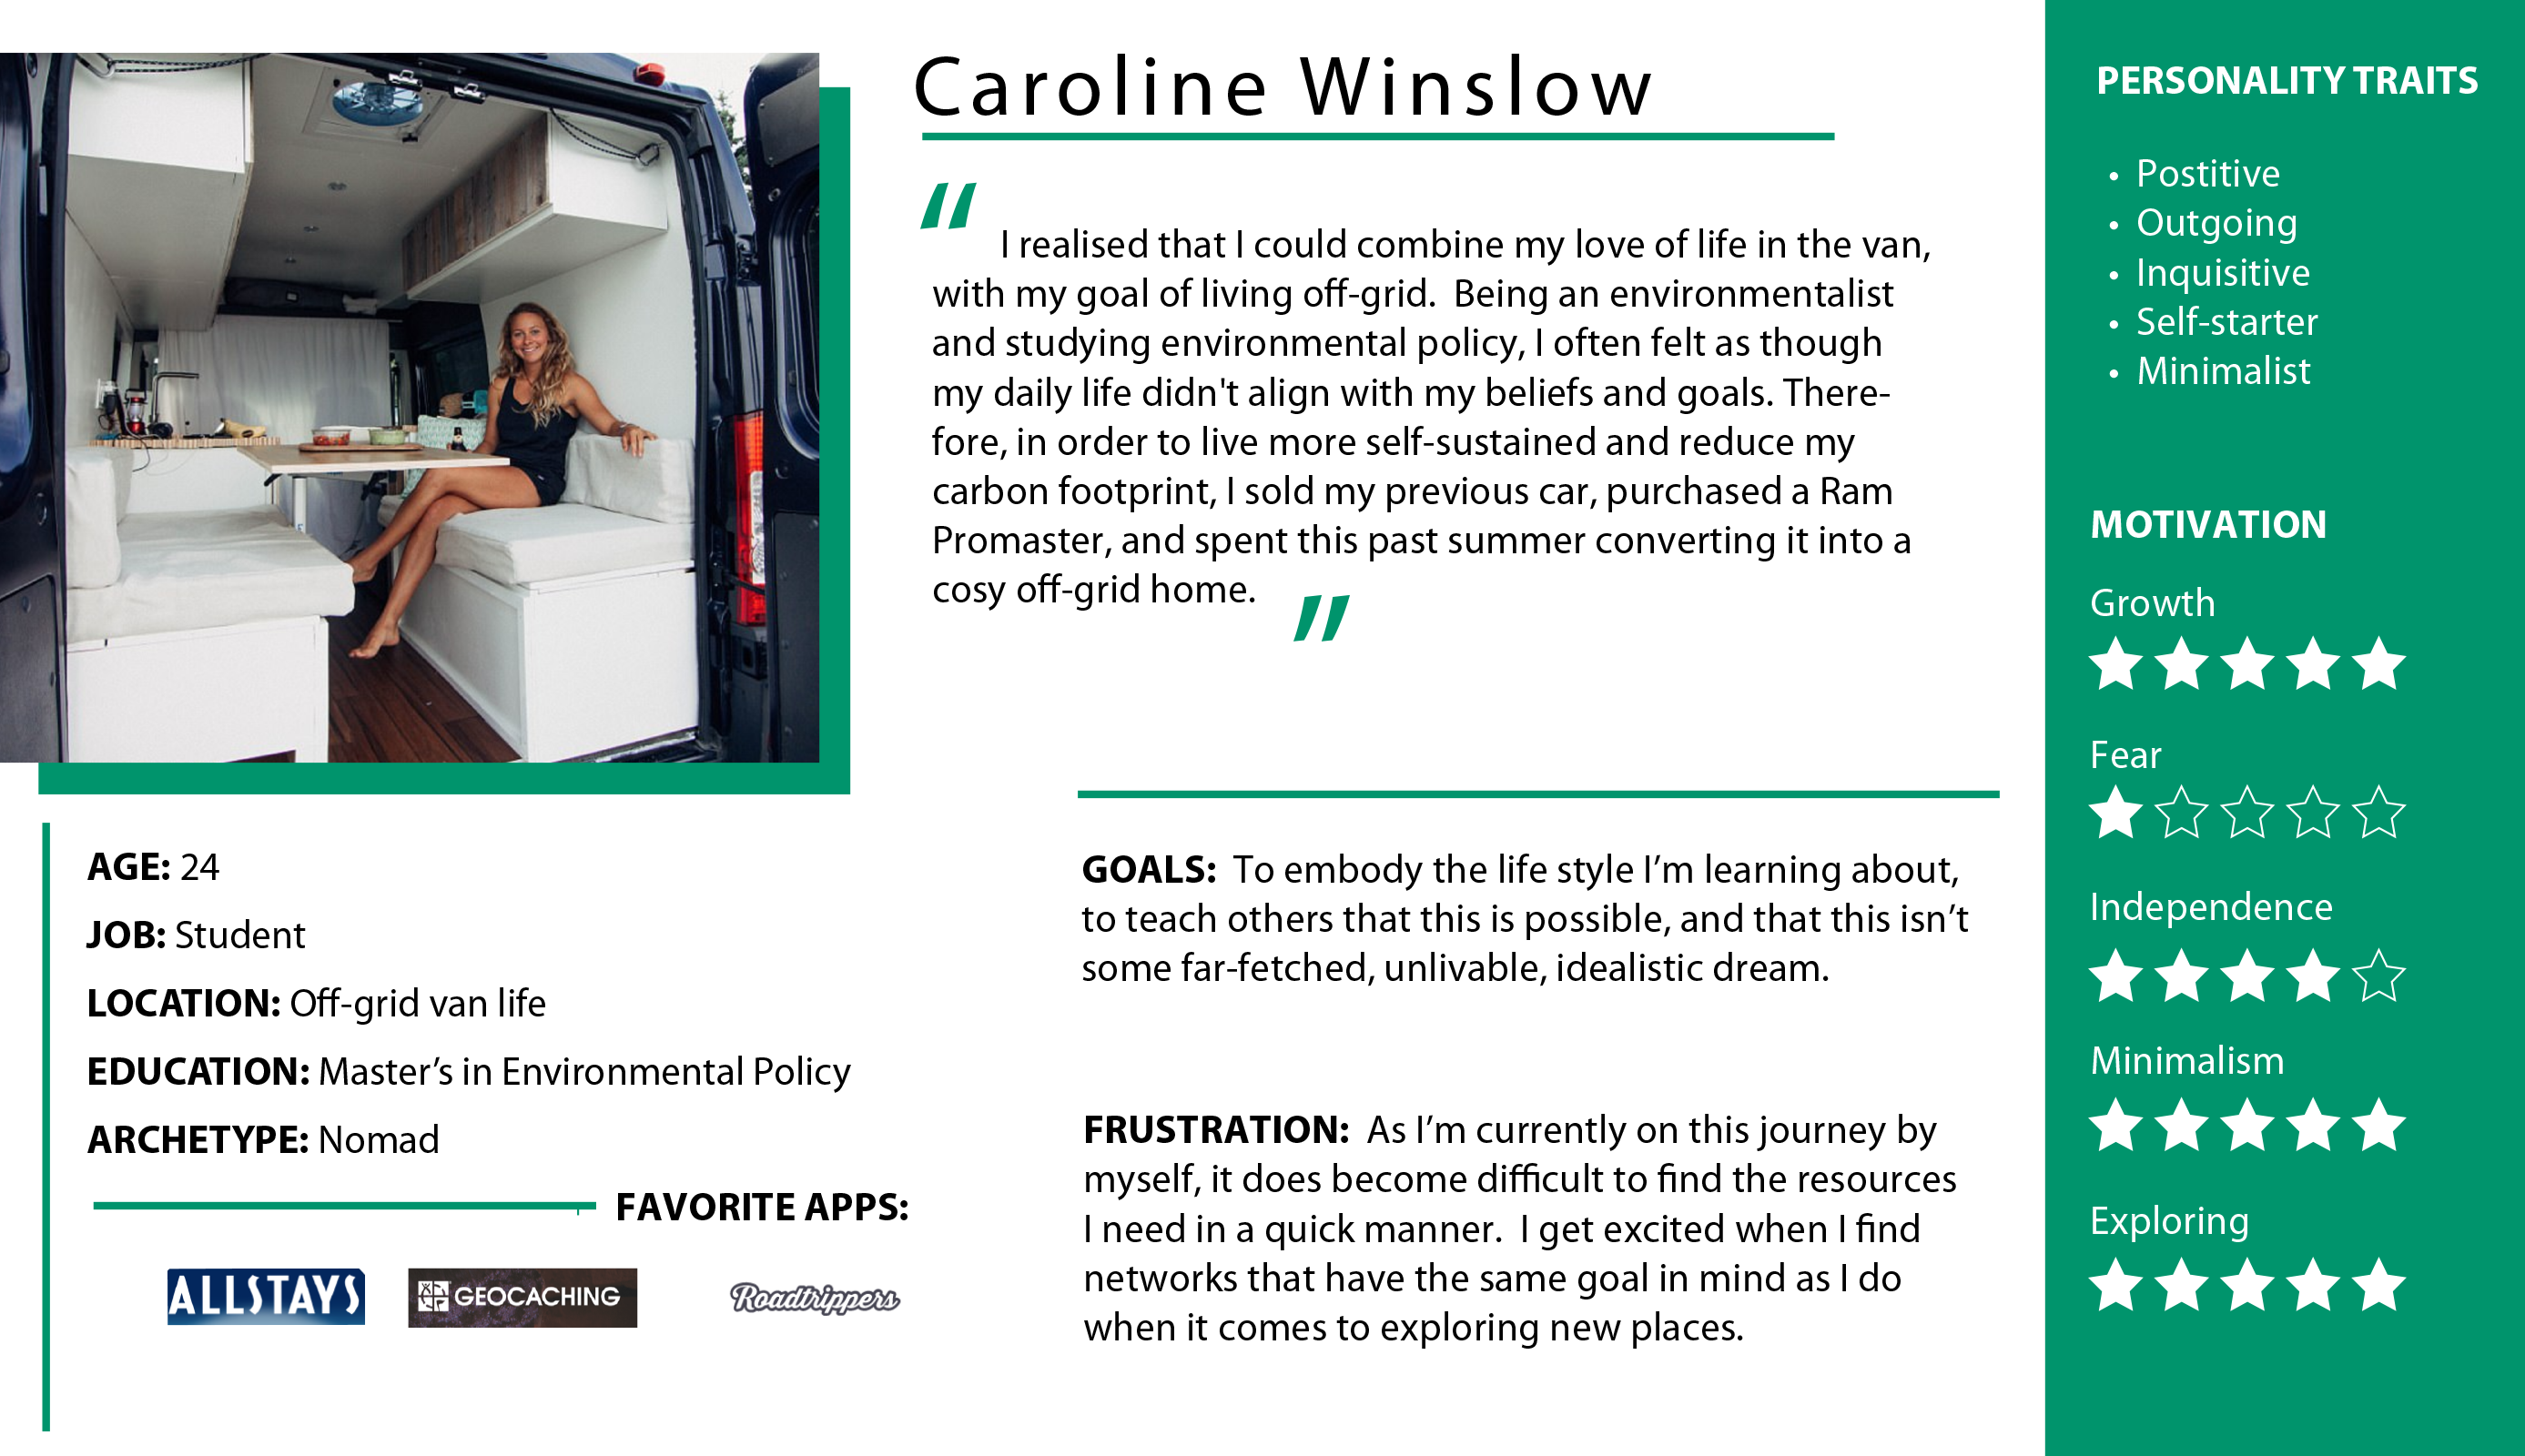 Caroline Winslow
“
I realised that I could combine my love of life in the van,
with my goal of living off-grid.  Being an environmentalist
and studying environmental policy, I often felt as though
my daily life didn't align with my beliefs and goals. There-
fore, in order to live more self-sustained and reduce my
carbon footprint, I sold my previous car, purchased a Ram
Promaster, and spent this past summer converting it into a
cosy off-grid home.
”
AGE: 24
JOB: Student
LOCATION: Off-grid van life
EDUCATION: Master’s in Environmental Policy
ARCHETYPE: Nomad
FAVORITE APPS:
ALLSTAYS
GEOCACHING
Roadtrippers
GOALS:  To embody the life style I’m learning about,
to teach others that this is possible, and that this isn’t
some far-fetched, unlivable, idealistic dream.
FRUSTRATION:  As I’m currently on this journey by
myself, it does become difficult to find the resources
I need in a quick manner.  I get excited when I find
networks that have the same goal in mind as I do
when it comes to exploring new places.
PERSONALITY TRAITS
• Postitive
• Outgoing
• Inquisitive
• Self-starter
• Minimalist
MOTIVATION
Growth
Fear
Independence
Minimalism
Exploring